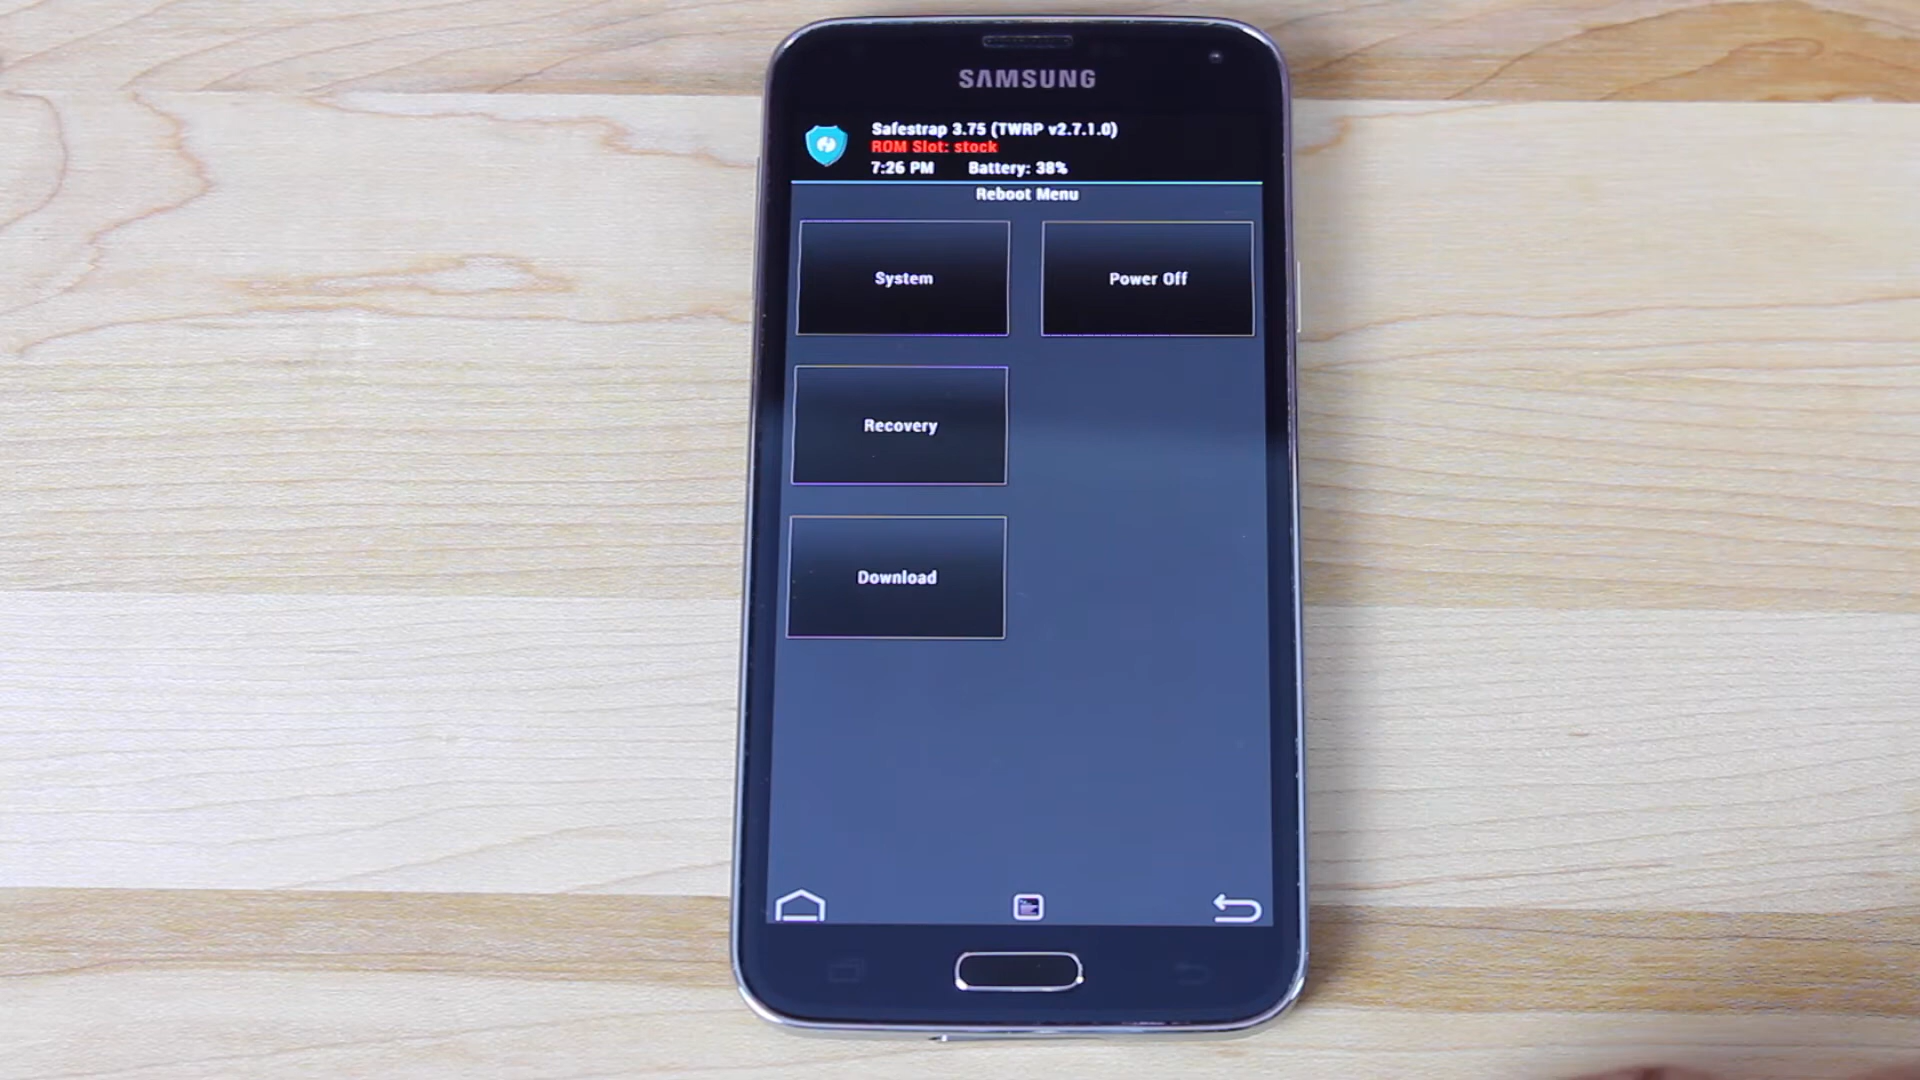 SAMSUNG
Safestrap 3.75 (TWRP v2.7.1.0)
ROM Slot: stock
7:26 PM Battery: 38%
Reboot Menu
System Power Off
Recovery
Download